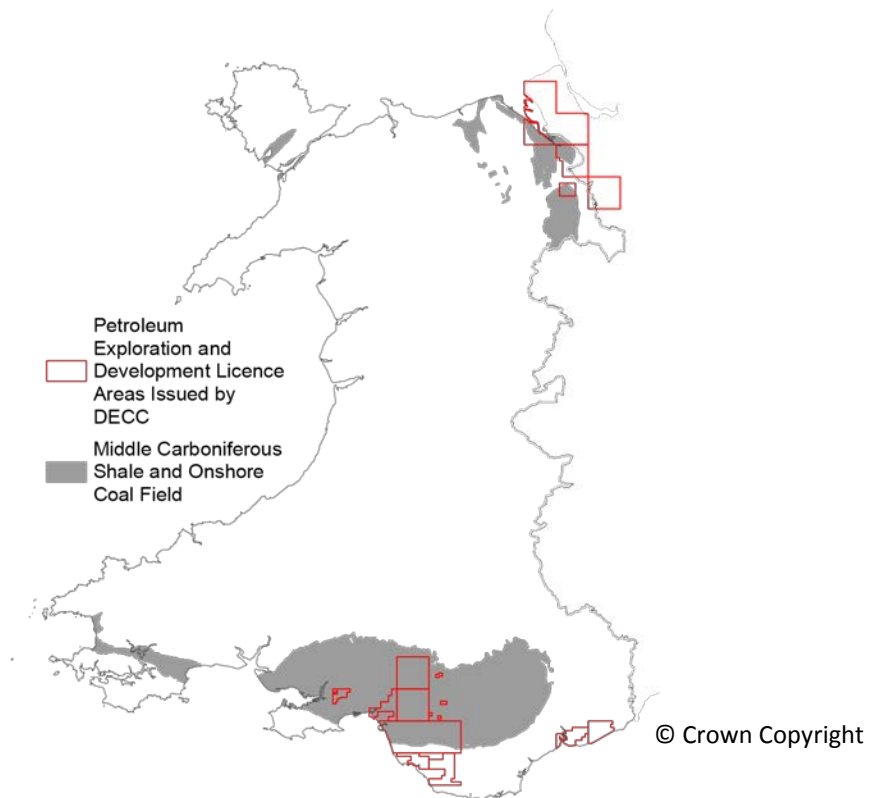 Petroleum
Exploration and
Development Licence
Areas Issued by
DECC
Middle Carboniferous
Shale and Onshore
Coal Field
© Crown Copyright